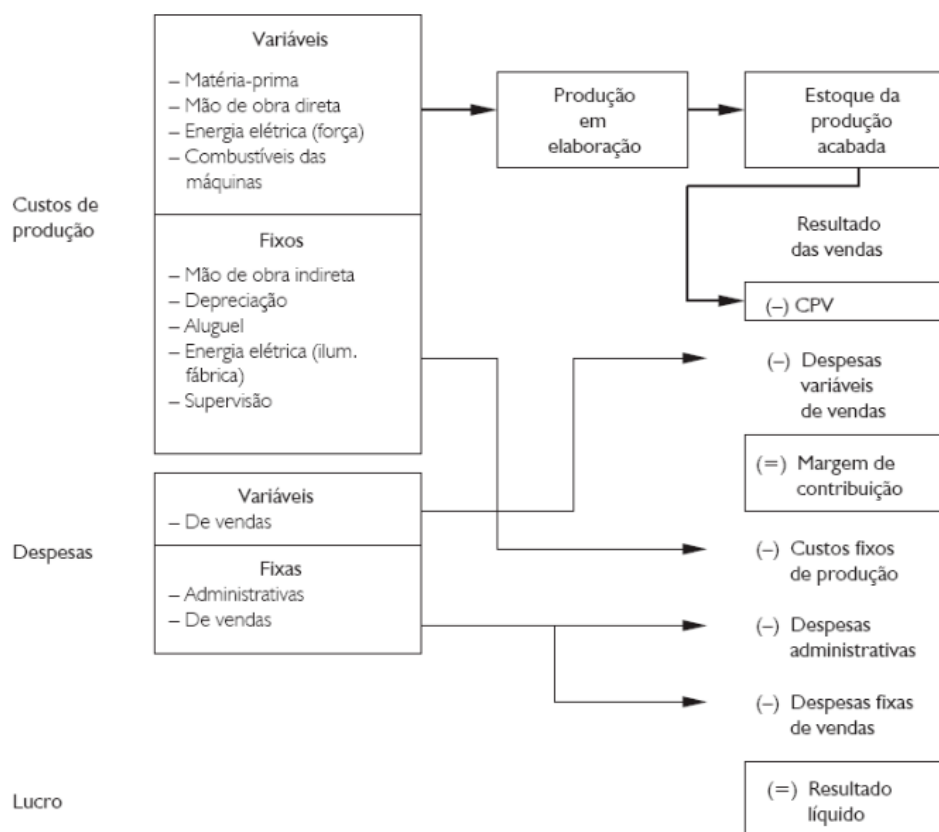 Custos de
produção
Variáveis
– Matéria-prima
– Mão de obra direta
– Energia elétrica (força)
– Combustíveis das
máquinas
Fixos
– Mão de obra indireta
– Depreciação
– Aluguel
– Energia elétrica (ilum.
fábrica)
– Supervisão
Produção
em
elaboração
Estoque da
produção
acabada
Resultado
das vendas
(–) CPV
(–) Despesas
variáveis
de vendas
(=) Margem de
contribuição
Despesas
Variáveis
– De vendas
Fixas
– Administrativas
– De vendas
(–) Custos fixos
de produção
(–) Despesas
administrativas
(–) Despesas fixas
de vendas
Lucro
(=) Resultado
líquido